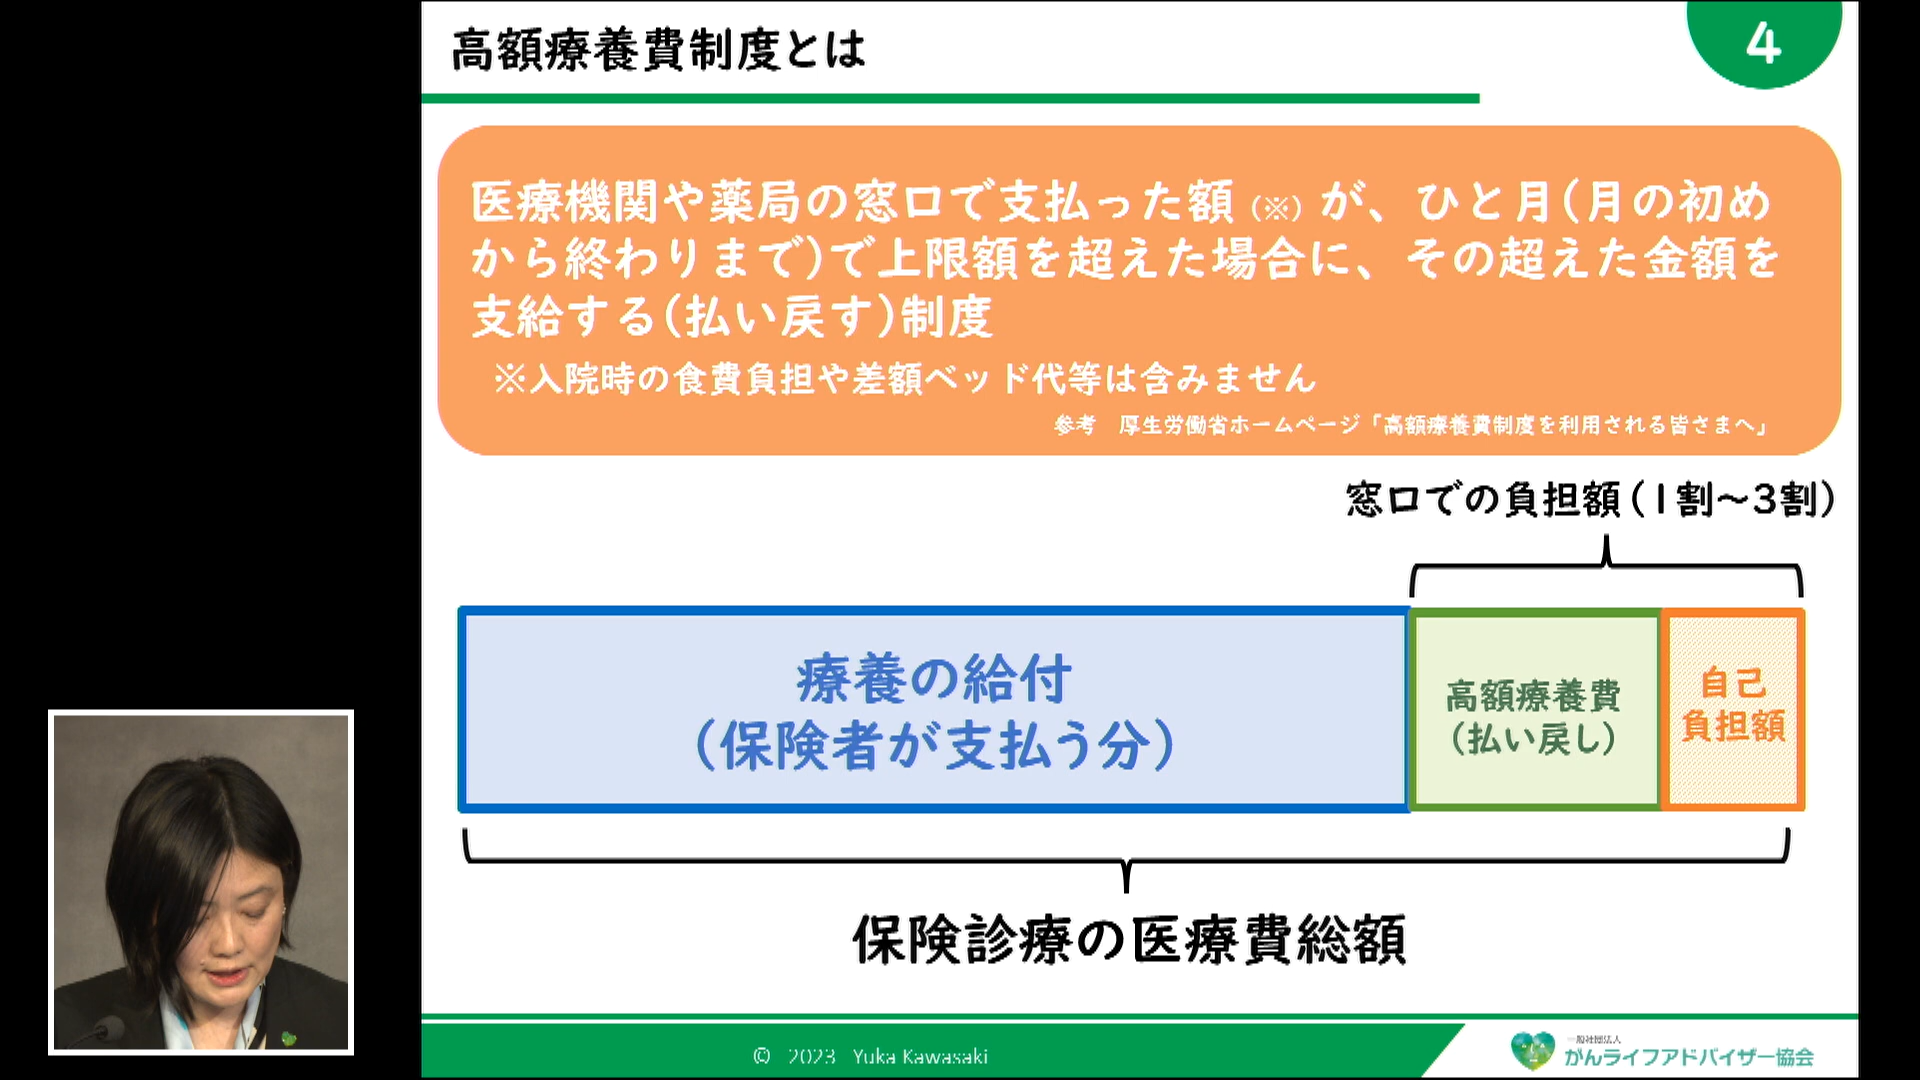 高額療養費制度とは
4
医療機関や薬局の窓口で支払った額(※)が、ひと月(月の初め
から終わりまで)で上限額を超えた場合に、その超えた金額を
支給する(払い戻す)制度
※入院時の食費負担や差額ベッド代等は含みません
参考　厚生労働省ホームページ「高額療養費制度を利用される皆さまへ」
窓口での負担額(1割～3割)
療養の給付
(保険者が支払う分)
高額療養費
(払い戻し)
自己
負担額
保険診療の医療費総額
© 2023 Yuka Kawasaki
一般社団法人
がんライフアドバイザー協会